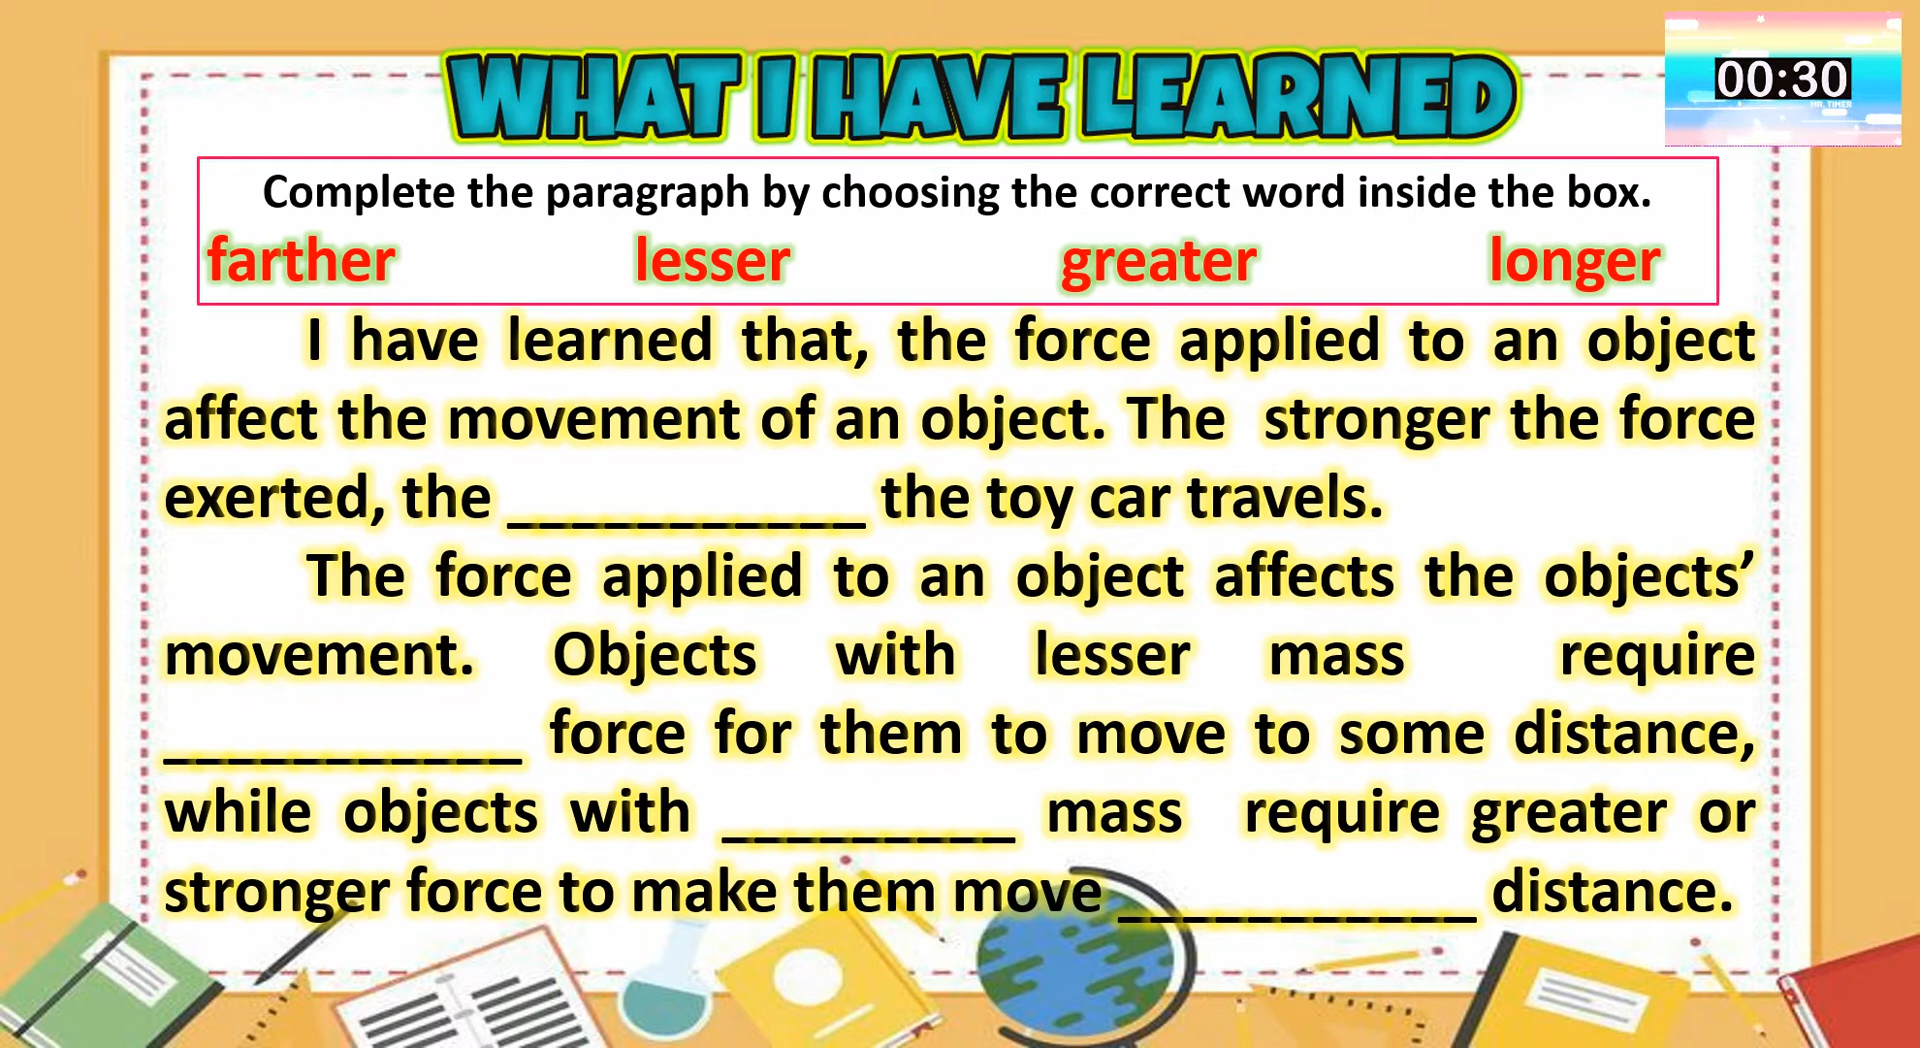 WHAT I HAVE LEARNED
00:30
MR. TIMER
Complete the paragraph by choosing the correct word inside the box.
farther lesser greater longer
I have learned that, the force applied to an object
affect the movement of an object. The stronger the force
exerted, the ___________ the toy car travels.
The force applied to an object affects the objects’
movement. Objects with lesser mass require
___________ force for them to move to some distance,
while objects with _________ mass require greater or
stronger force to make them move ___________ distance.